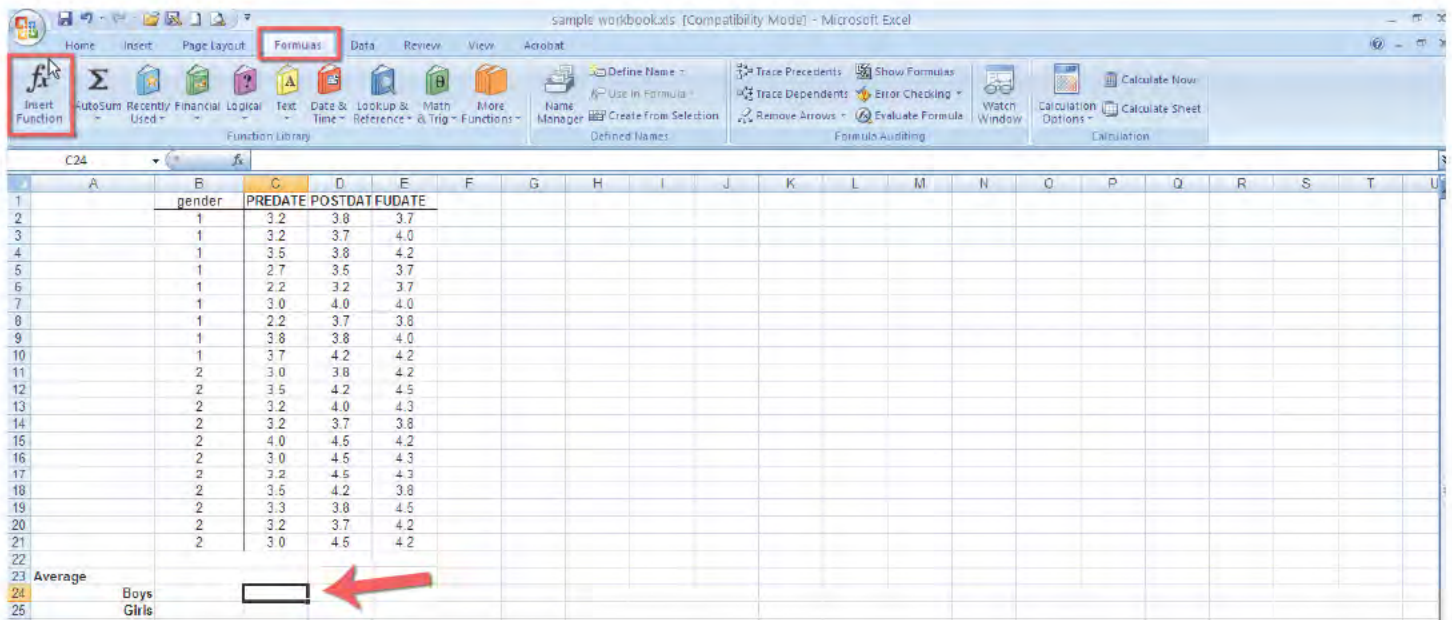 sample workbook.xls [Compatibility Mode] - Microsoft Excel
Home Insert Page Layout Formulas Data Review View Acrobat
fx Insert Function
Σ AutoSum
Recently Used
Financial
Logical
Text
Date & Time
Lookup & Reference
Math & Trig
More Functions
Function Library
Name Manager
Define Name
Use in Formula
Create from Selection
Defined Names
Trace Precedents
Trace Dependents
Remove Arrows
Show Formulas
Error Checking
Evaluate Formula
Watch Window
Formula Auditing
Calculation Options
Calculate Now
Calculate Sheet
Calculation
C24 fx
A B C D E F G H I J K L M N O P Q R S T U
1 gender PREDATE POSTDAT FUDATE
2 1 3.2 3.8 3.7
3 1 3.2 3.7 4.0
4 1 3.5 3.8 4.2
5 1 2.7 3.5 3.7
6 1 2.2 3.2 3.7
7 1 3.0 4.0 4.0
8 1 2.2 3.7 3.8
9 1 3.8 3.8 4.0
10 1 3.7 4.2 4.2
11 2 3.0 3.8 4.2
12 2 3.5 4.2 4.5
13 2 3.2 4.0 4.3
14 2 3.2 3.7 3.8
15 2 4.0 4.5 4.2
16 2 3.0 4.5 4.3
17 2 3.2 4.5 4.3
18 2 3.5 4.2 3.8
19 2 3.3 3.8 4.5
20 2 3.2 3.7 4.2
21 2 3.0 4.5 4.2
22
23 Average
24 Boys
25 Girls